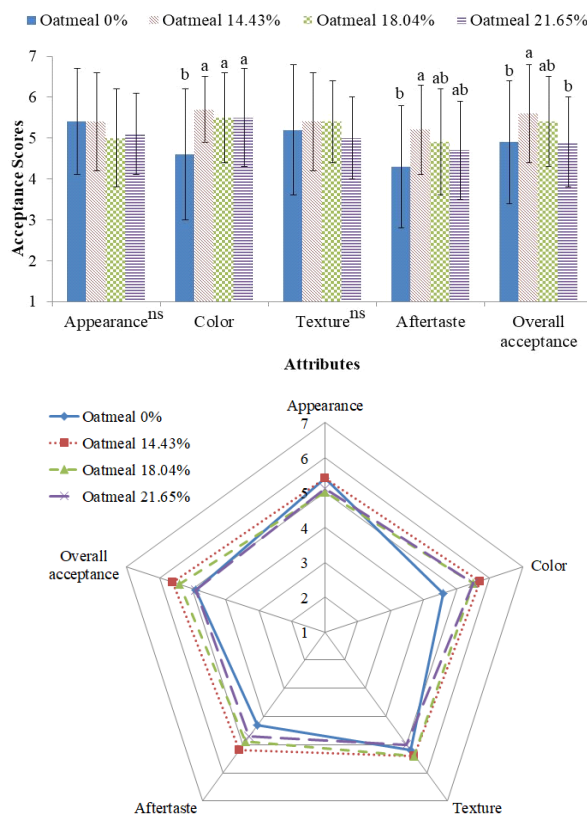 Oatmeal 0% Oatmeal 14.43% Oatmeal 18.04% Oatmeal 21.65%
7
6
5
4
3
2
1
Acceptance Scores
b a a a
b a ab ab
b a ab b
Appearance ns Color Texture ns Aftertaste Overall
acceptance
Attributes
Oatmeal 0%
Oatmeal 14.43%
Oatmeal 18.04%
Oatmeal 21.65%
Appearance
7
6
5
4
3
2
1
Color
Texture
Aftertaste
Overall
acceptance